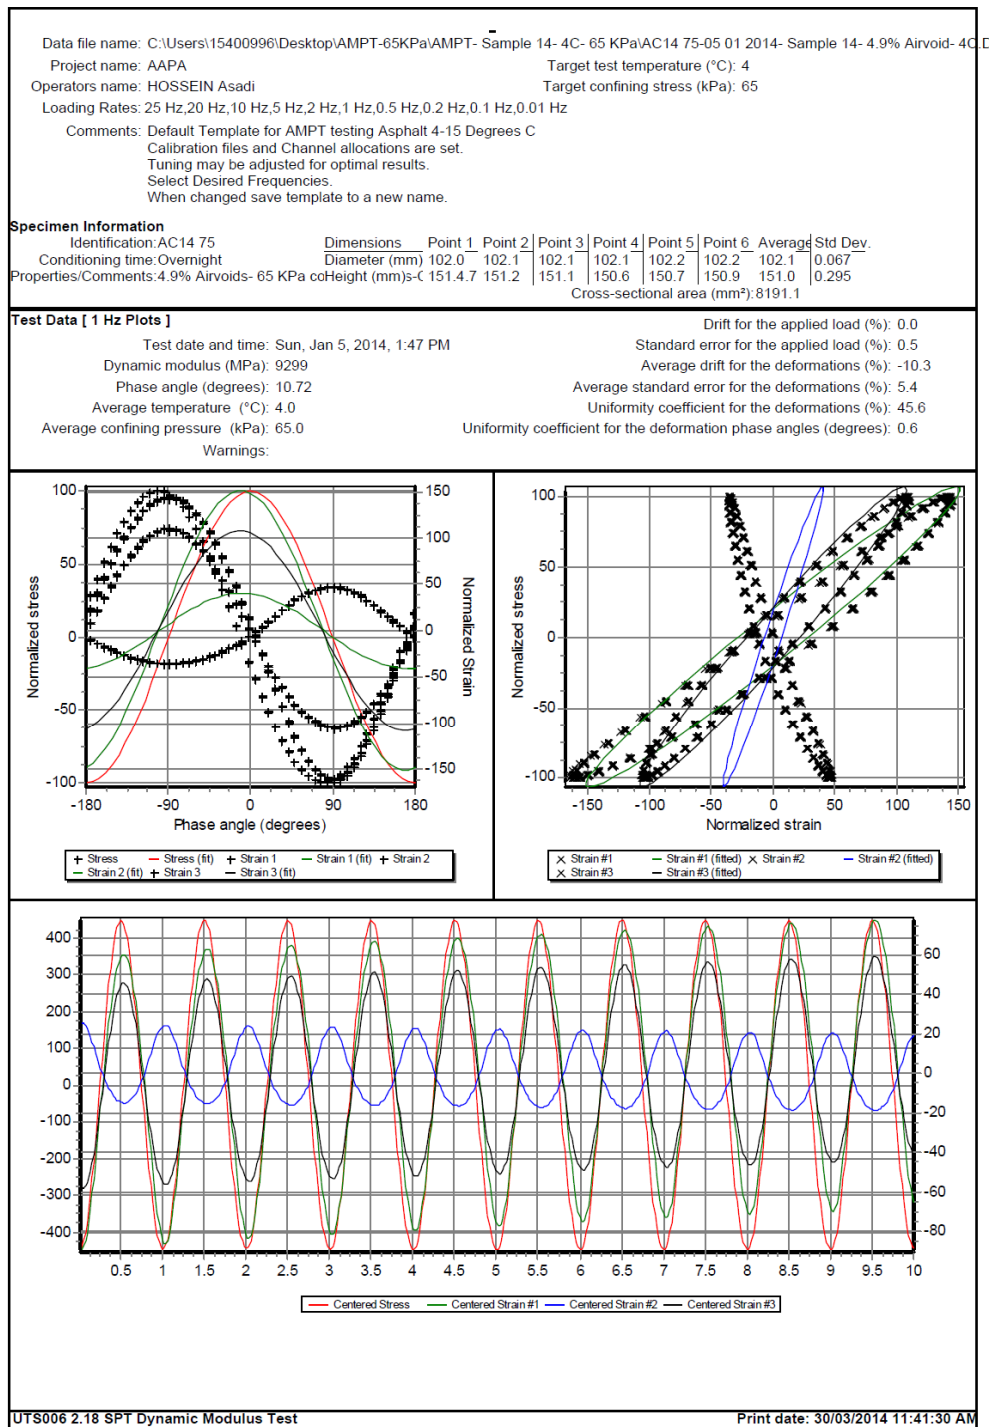 Data file name: C:\Users\15400996\Desktop\AMPT-65KPa\AMPT- Sample 14- 4C- 65 KPa\AC14 75-05 01 2014- Sample 14- 4.9% Airvoid- 4C.D
Project name: AAPA Target test temperature (°C): 4
Operators name: HOSSEIN Asadi Target confining stress (kPa): 65
Loading Rates: 25 Hz,20 Hz,10 Hz,5 Hz,2 Hz,1 Hz,0.5 Hz,0.2 Hz,0.1 Hz,0.01 Hz
Comments: Default Template for AMPT testing Asphalt 4-15 Degrees C
Calibration files and Channel allocations are set.
Tuning may be adjusted for optimal results.
Select Desired Frequencies.
When changed save template to a new name.
Specimen Information
Identification:AC14 75 Dimensions Point 1 Point 2 Point 3 Point 4 Point 5 Point 6 Average Std Dev.
Conditioning time:Overnight Diameter (mm) 102.0 102.1 102.1 102.1 102.2 102.2 102.1 0.067
Properties/Comments:4.9% Airvoids- 65 KPa co Height (mm) 151.4 151.2 151.1 150.6 150.7 150.9 151.0 0.295
Cross-sectional area (mm²):8191.1
Test Data [ 1 Hz Plots ]
Drift for the applied load (%): 0.0
Test date and time: Sun, Jan 5, 2014, 1:47 PM Standard error for the applied load (%): 0.5
Dynamic modulus (MPa): 9299 Average drift for the deformations (%): -10.3
Phase angle (degrees): 10.72 Average standard error for the deformations (%): 5.4
Average temperature (°C): 4.0 Uniformity coefficient for the deformations (%): 45.6
Average confining pressure (kPa): 65.0 Uniformity coefficient for the deformation phase angles (degrees): 0.6
Warnings:
100 50 0 -50 -100
Normalized stress
150 100 50 0 -50 -100 -150
Normalized Strain
-180 -90 0 90 180
Phase angle (degrees)
Stress Stress (fit) Strain 1 Strain 1 (fit) Strain 2
Strain 2 (fit) Strain 3 Strain 3 (fit)
100 50 0 -50 -100
Normalized stress
-150 -100 -50 0 50 100 150
Normalized strain
Strain #1 Strain #1 (fitted) Strain #2 Strain #2 (fitted)
Strain #3 Strain #3 (fitted)
400 300 200 100 0 -100 -200 -300 -400
60 40 20 0 -20 -40 -60 -80
0.5 1 1.5 2 2.5 3 3.5 4 4.5 5 5.5 6 6.5 7 7.5 8 8.5 9 9.5 10
Centered Stress Centered Strain #1 Centered Strain #2 Centered Strain #3
UTS006 2.18 SPT Dynamic Modulus Test Print date: 30/03/2014 11:41:30 AM